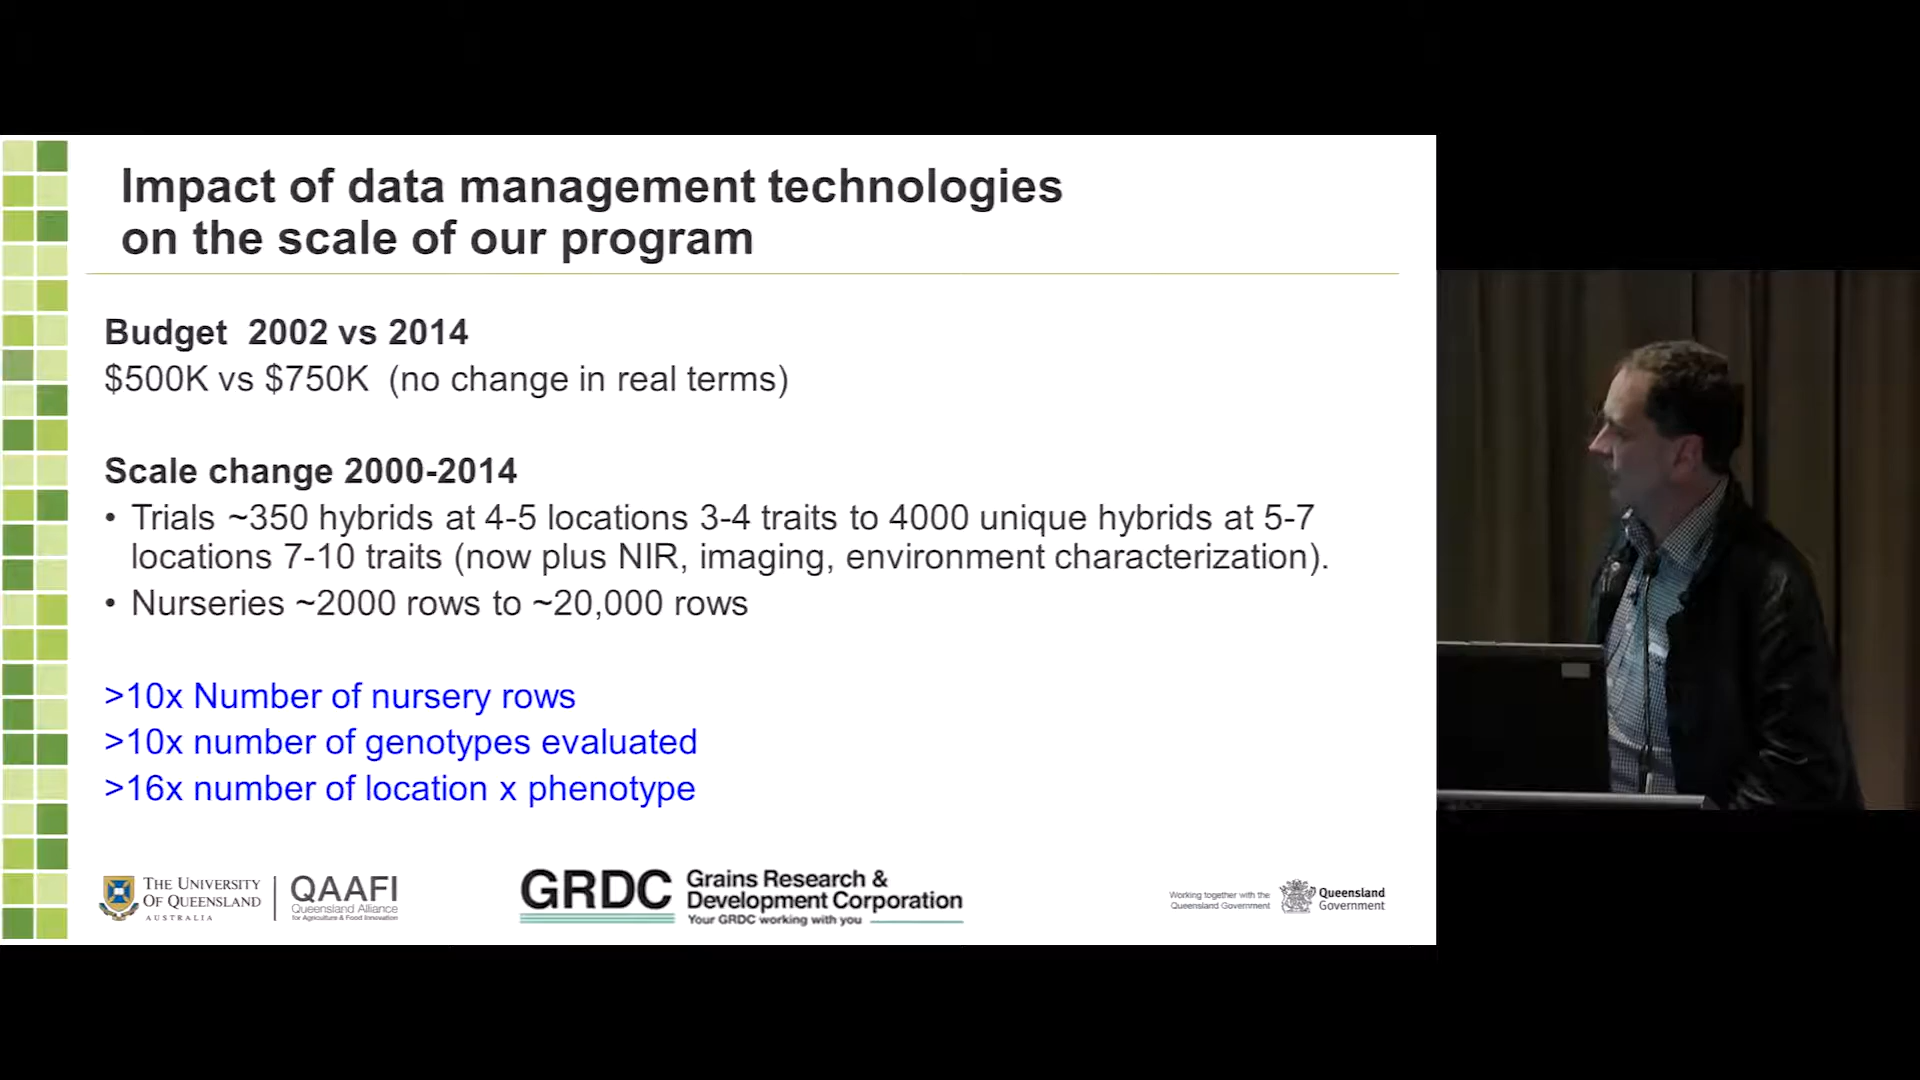 Impact of data management technologies
on the scale of our program
Budget  2002 vs 2014
$500K vs $750K  (no change in real terms)
Scale change 2000-2014
• Trials ~350 hybrids at 4-5 locations 3-4 traits to 4000 unique hybrids at 5-7
locations 7-10 traits (now plus NIR, imaging, environment characterization).
• Nurseries ~2000 rows to ~20,000 rows
>10x Number of nursery rows
>10x number of genotypes evaluated
>16x number of location x phenotype
THE UNIVERSITY
OF QUEENSLAND
AUSTRALIA
QAAFI
Queensland Alliance
for Agriculture & Food Innovation
GRDC
Grains Research &
Development Corporation
Your GRDC working with you
Working together with the
Queensland Government
Queensland
Government